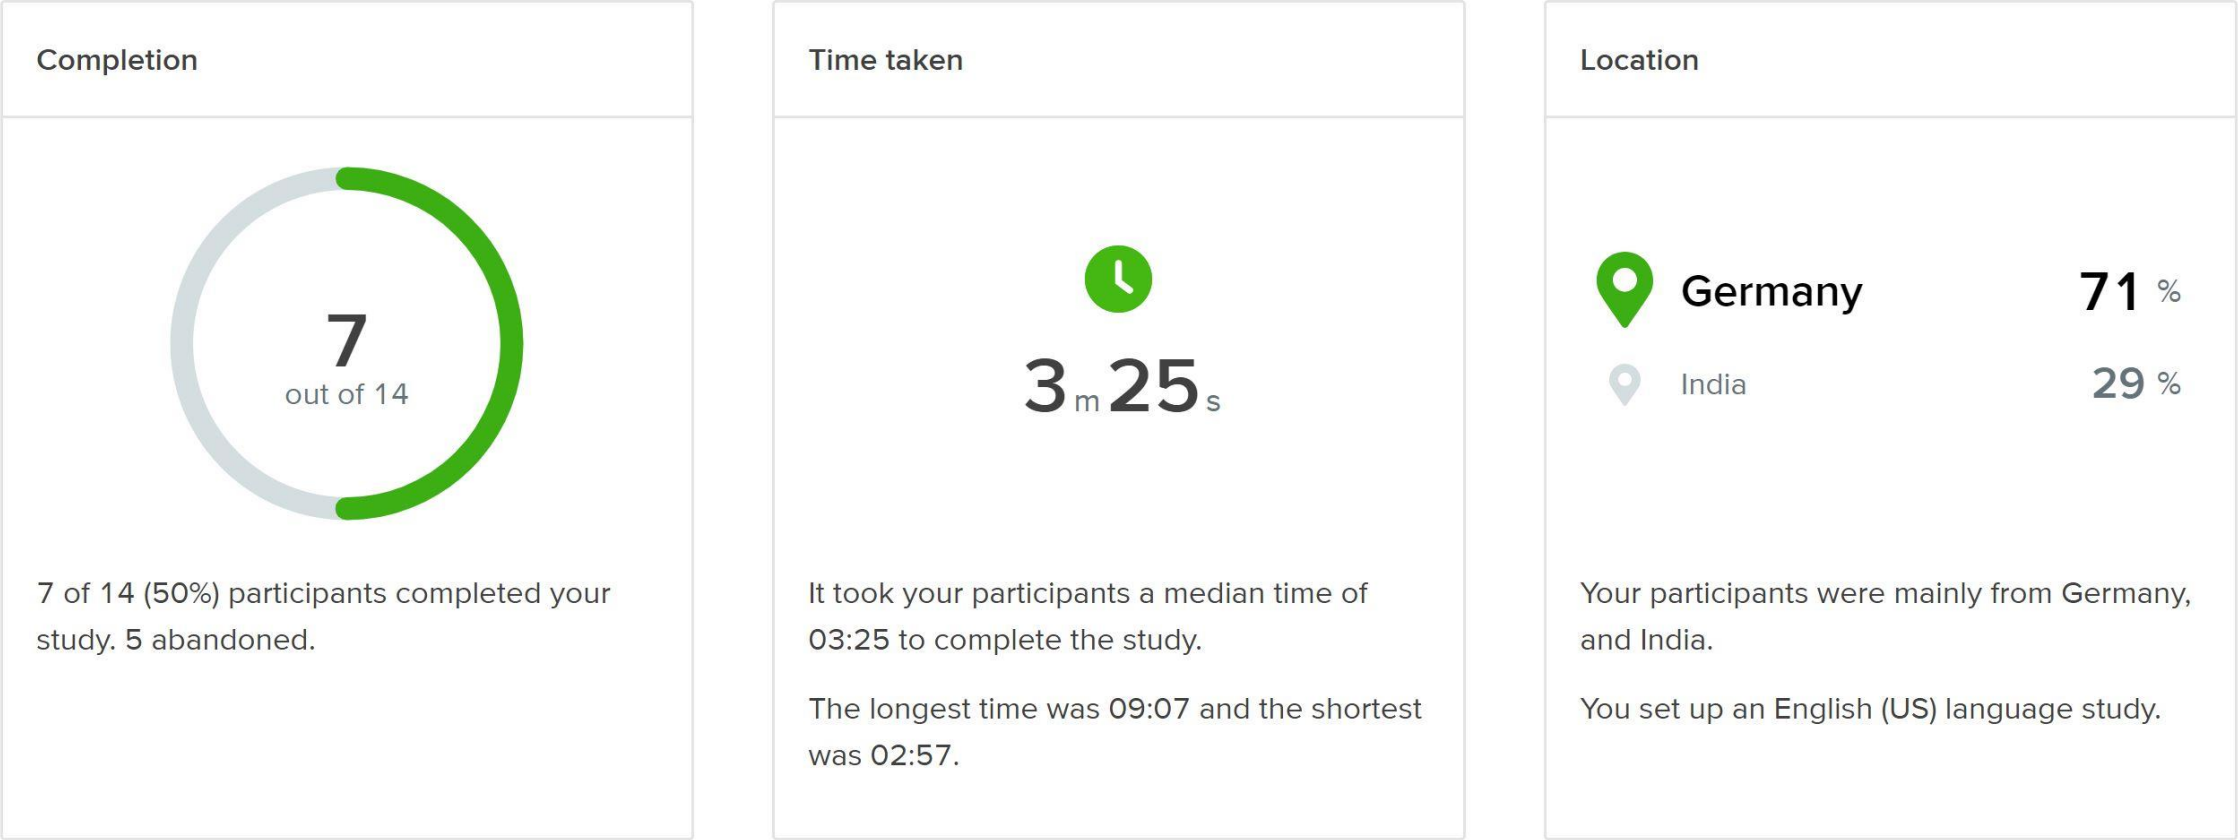 Completion
7
out of 14
7 of 14 (50%) participants completed your
study. 5 abandoned.
Time taken
3 m 25 s
It took your participants a median time of
03:25 to complete the study.
The longest time was 09:07 and the shortest
was 02:57.
Location
Germany 71 %
India 29 %
Your participants were mainly from Germany,
and India.
You set up an English (US) language study.